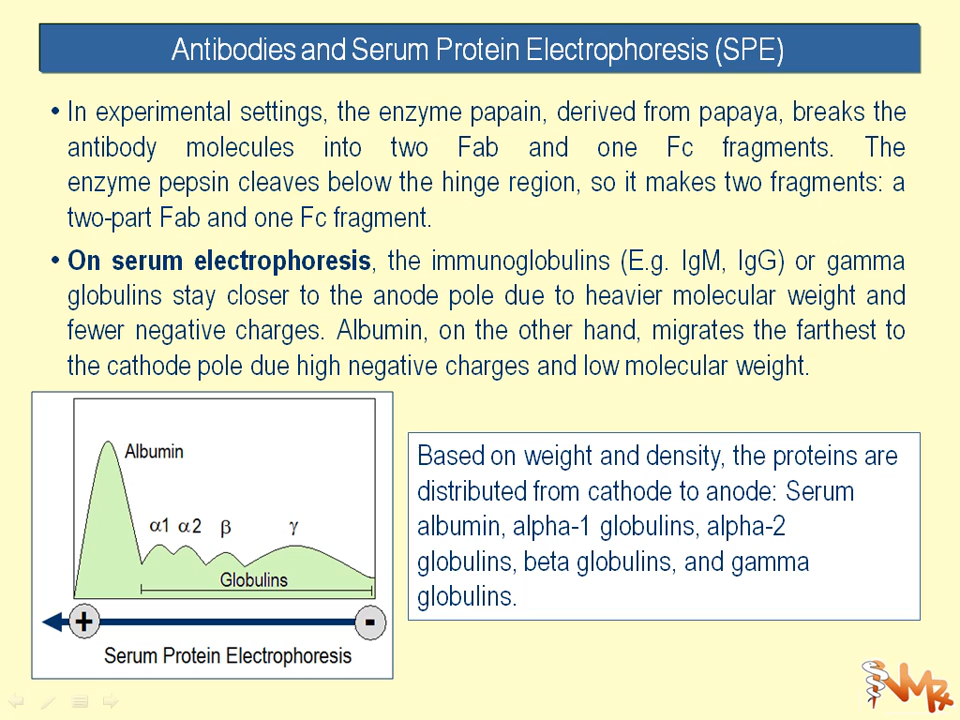 Antibodies and Serum Protein Electrophoresis (SPE)
• In experimental settings, the enzyme papain, derived from papaya, breaks the
antibody molecules into two Fab and one Fc fragments. The
enzyme pepsin cleaves below the hinge region, so it makes two fragments: a
two-part Fab and one Fc fragment.
• On serum electrophoresis, the immunoglobulins (E.g. IgM, IgG) or gamma
globulins stay closer to the anode pole due to heavier molecular weight and
fewer negative charges. Albumin, on the other hand, migrates the farthest to
the cathode pole due high negative charges and low molecular weight.
Albumin
α1 α2 β γ
Globulins
+ -
Serum Protein Electrophoresis
Based on weight and density, the proteins are
distributed from cathode to anode: Serum
albumin, alpha-1 globulins, alpha-2
globulins, beta globulins, and gamma
globulins.
VMRx